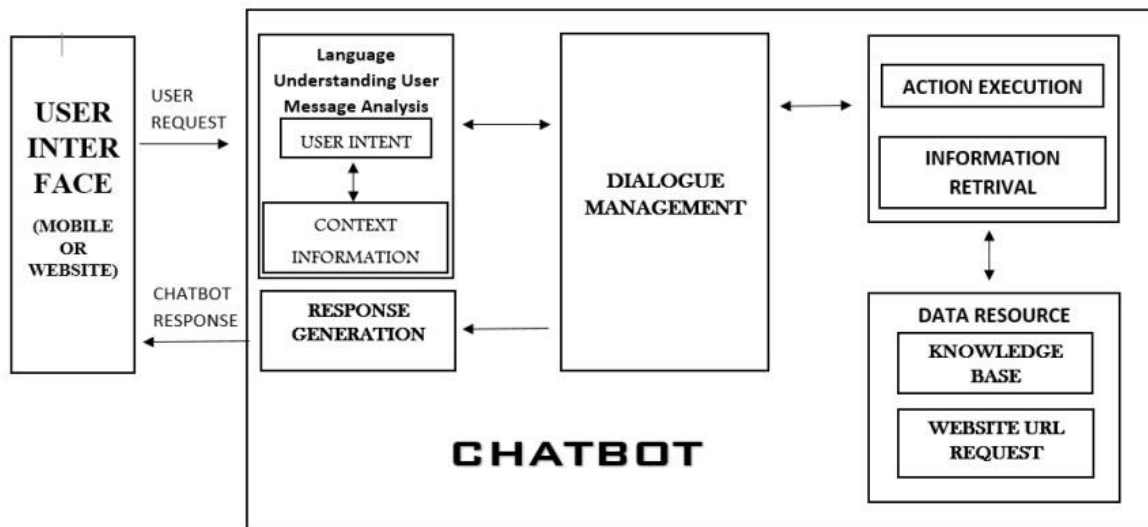 USER
INTER
FACE
(MOBILE
OR
WEBSITE)
USER
REQUEST
CHATBOT
RESPONSE
Language
Understanding User
Message Analysis
USER INTENT
CONTEXT
INFORMATION
RESPONSE
GENERATION
DIALOGUE
MANAGEMENT
ACTION EXECUTION
INFORMATION
RETRIVAL
DATA RESOURCE
KNOWLEDGE
BASE
WEBSITE URL
REQUEST
CHATBOT